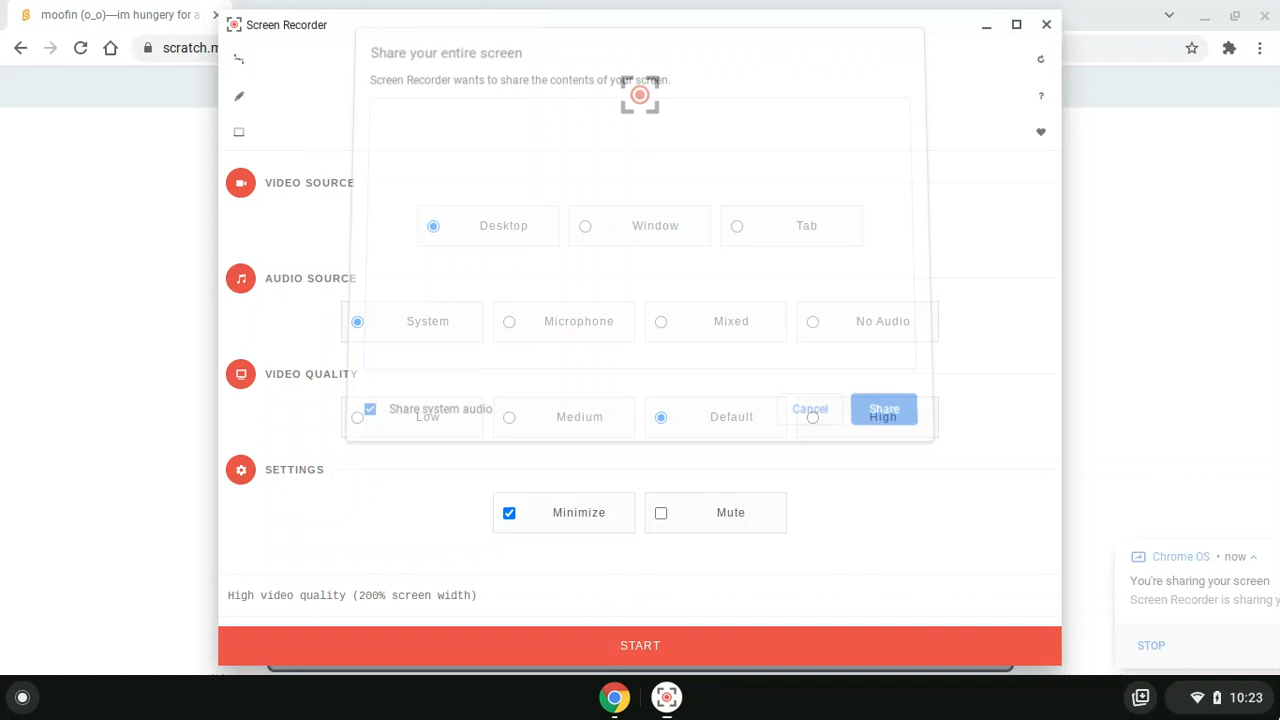 moofin (o_o)—im hungery for a
Screen Recorder
scratch.m
Share your entire screen
Screen Recorder wants to share the contents of your screen.
?
VIDEO SOURCE
Desktop
Window
Tab
AUDIO SOURCE
System
Microphone
Mixed
No Audio
VIDEO QUALITY
Share system audio
Cancel
Share
Low
Medium
Default
High
SETTINGS
Minimize
Mute
Chrome OS • now
You're sharing your screen
Screen Recorder is sharing y
STOP
High video quality (200% screen width)
START
10:23